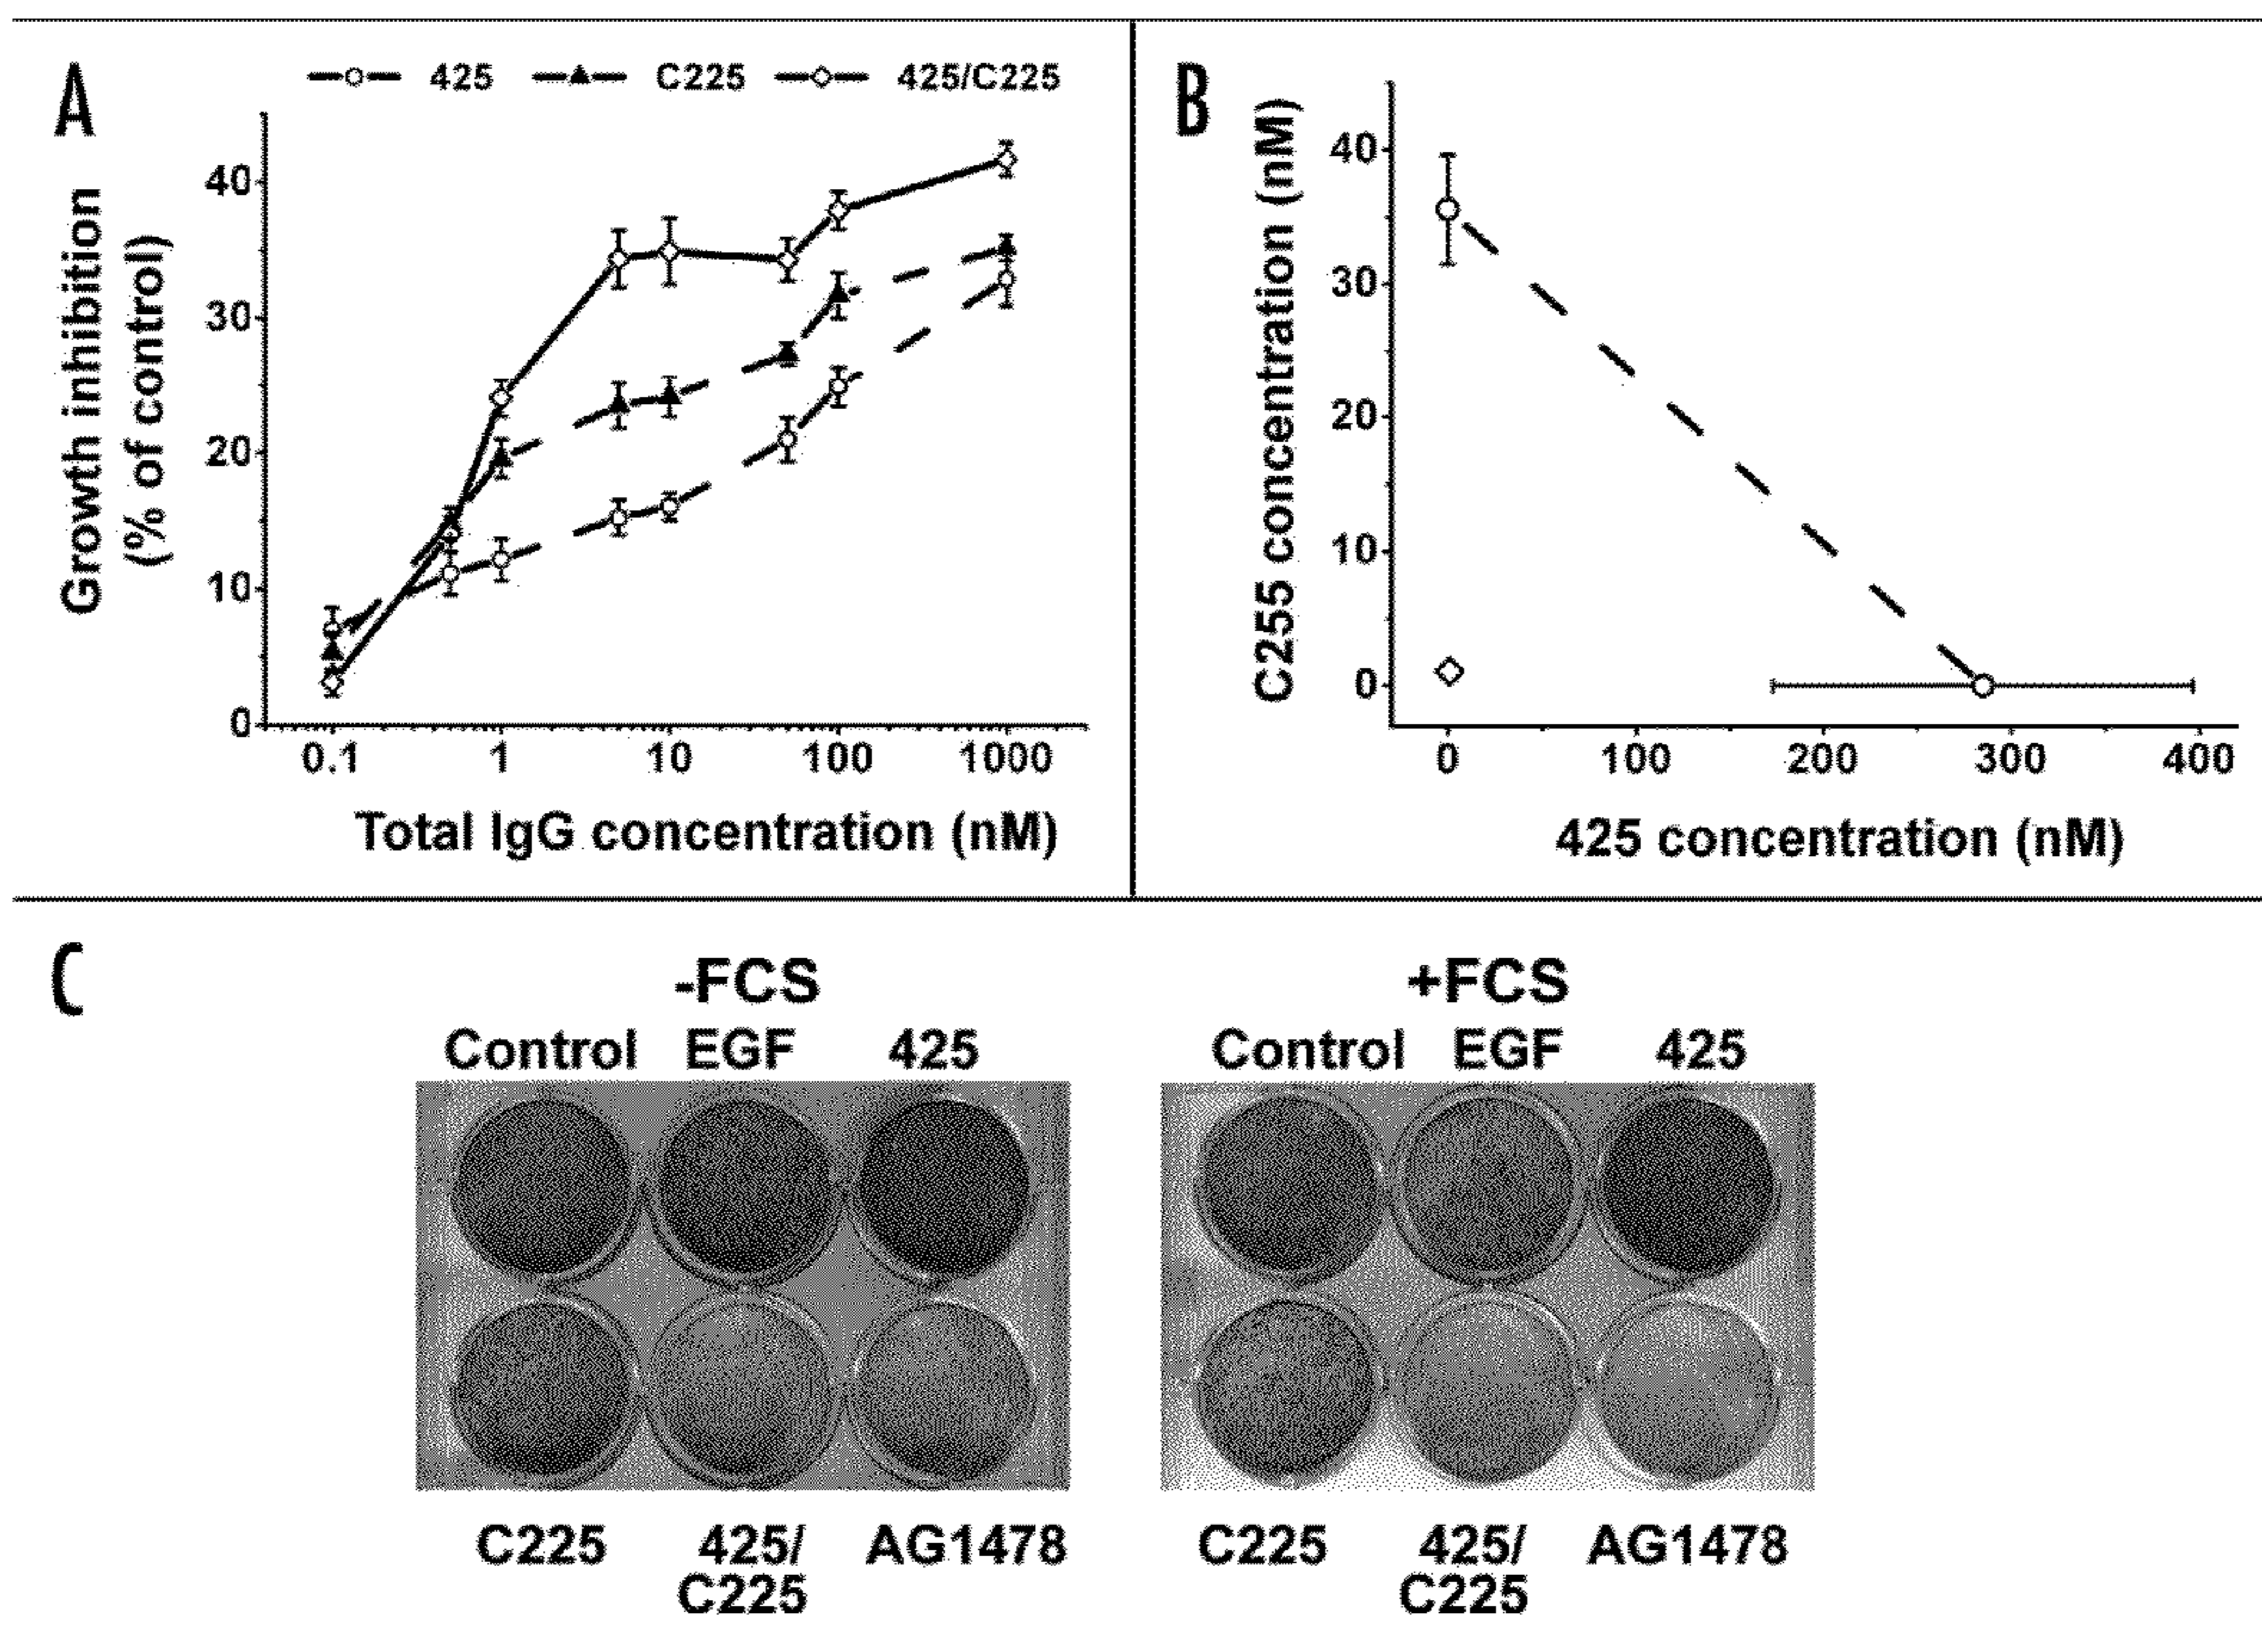 A
425 C225 425/C225
Growth inhibition
(% of control)
40
30
20
10
0
0.1 1 10 100 1000
Total IgG concentration (nM)
B
C255 concentration (nM)
40
30
20
10
0
0 100 200 300 400
425 concentration (nM)
C
-FCS
Control EGF 425
C225 425/ AG1478
C225
+FCS
Control EGF 425
C225 425/ AG1478
C225